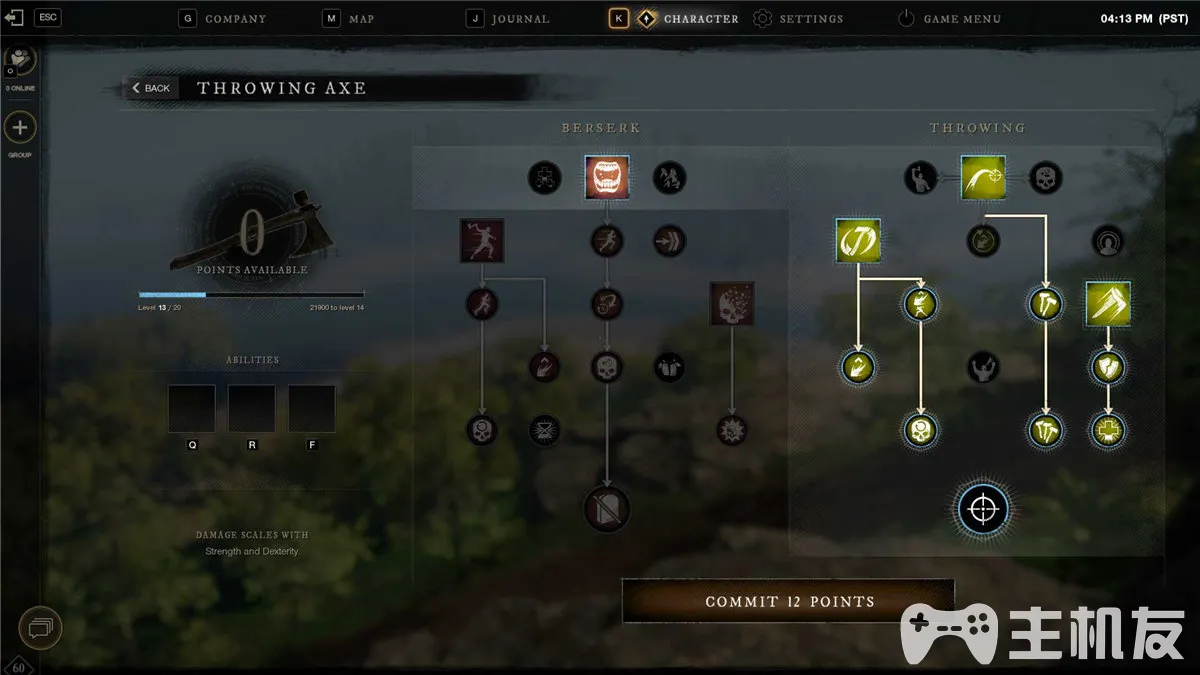 ESC
G COMPANY
M MAP
J JOURNAL
K CHARACTER
SETTINGS
GAME MENU
04:13 PM (PST)
O
0 ONLINE
GROUP
BACK
THROWING AXE
BERSERK
THROWING
0
POINTS AVAILABLE
Level 13 / 20
21900 to level 14
ABILITIES
Q
R
F
DAMAGE SCALES WITH
Strength and Dexterity
COMMIT 12 POINTS
60
主机友